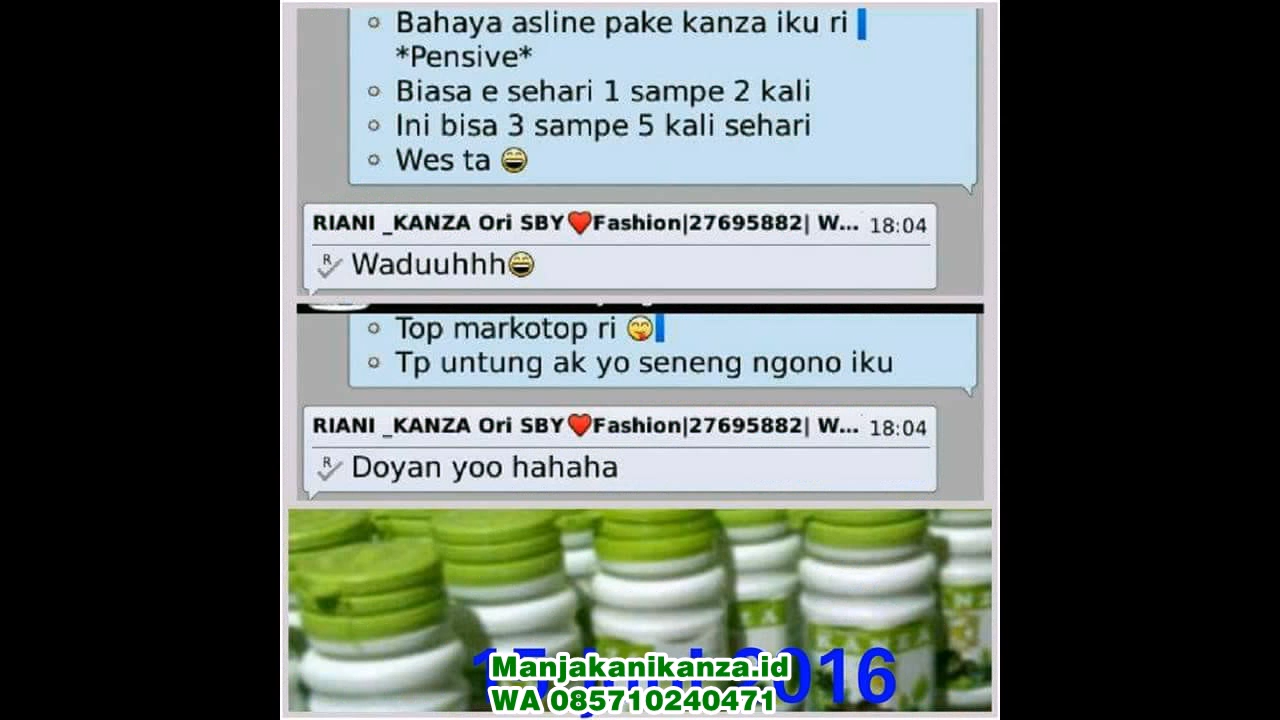 Bahaya asline pake kanza iku ri
*Pensive*
Biasa e sehari 1 sampe 2 kali
Ini bisa 3 sampe 5 kali sehari
Wes ta 😄
RIANI _KANZA Ori SBY❤Fashion|27695882| W... 18:04
R Waduuhhh😄
Top markotop ri 😋
Tp untung ak yo seneng ngono iku
RIANI _KANZA Ori SBY❤Fashion|27695882| W... 18:04
R Doyan yoo hahaha
KANZA
2016
Manjakanikanza.id
WA 085710240471